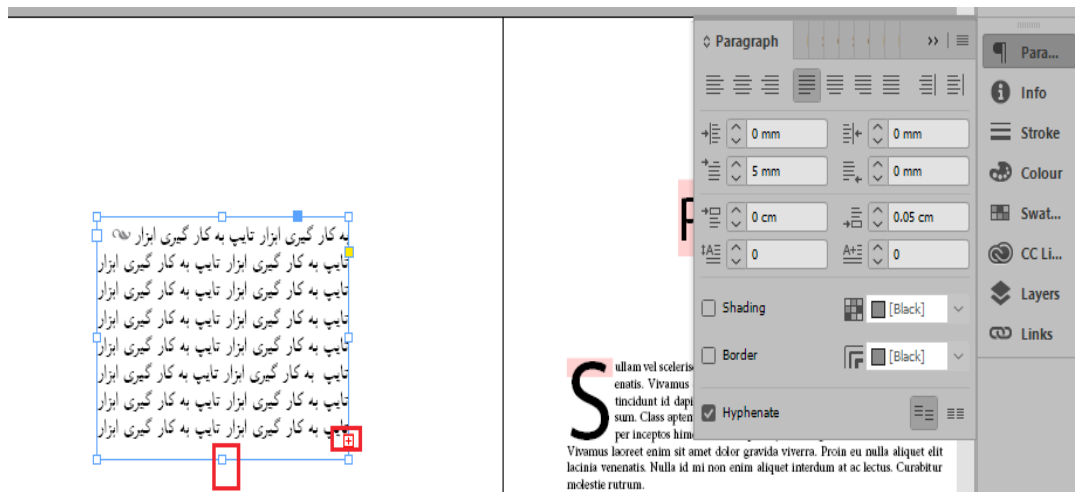 به کار گیری ابزار تایپ به کار گیری ابزار
تایپ به کار گیری ابزار تایپ به کار گیری ابزار
تایپ به کار گیری ابزار تایپ به کار گیری ابزار
تایپ به کار گیری ابزار تایپ به کار گیری ابزار
تایپ به کار گیری ابزار تایپ به کار گیری ابزار
تایپ به کار گیری ابزار تایپ به کار گیری ابزار
تایپ به کار گیری ابزار تایپ به کار گیری ابزار
تایپ به کار گیری ابزار تایپ به کار گیری ابزار
ullam vel
enatis. Vivamus
tincidunt id
sum. Class
per inceptos
Vivamus laoreet enim sit amet dolor gravida viverra. Proin eu nulla aliquet elit
lacinia venenatis. Nulla id mi non enim aliquet interdum at ac lectus. Curabitur
molestie rutrum.
Paragraph
0 mm 0 mm
5 mm 0 mm
0 cm 0.05 cm
0 0
Shading [Black]
Border [Black]
Hyphenate
Para...
Info
Stroke
Colour
Swat...
CC Li...
Layers
Links